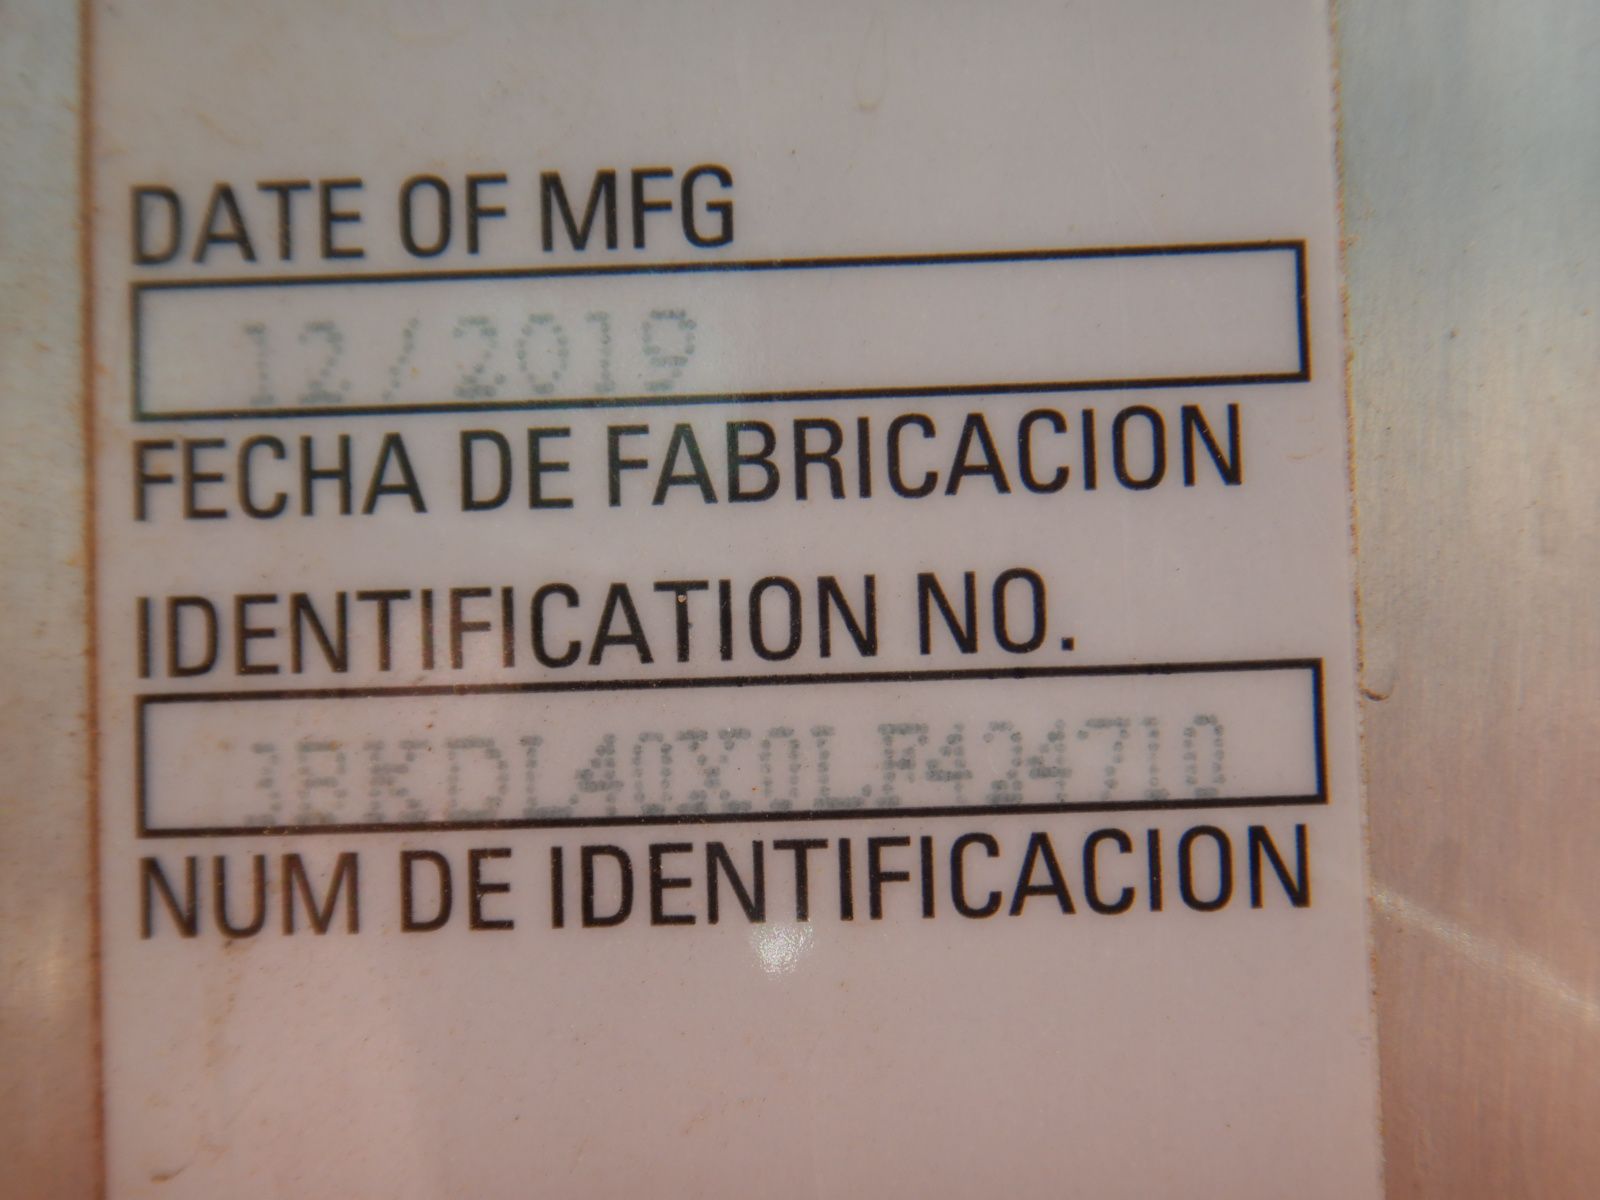 DATE OF MFG
12/2019
FECHA DE FABRICACION
IDENTIFICATION NO.
3BKDL40X0LF424710
NUM DE IDENTIFICACION